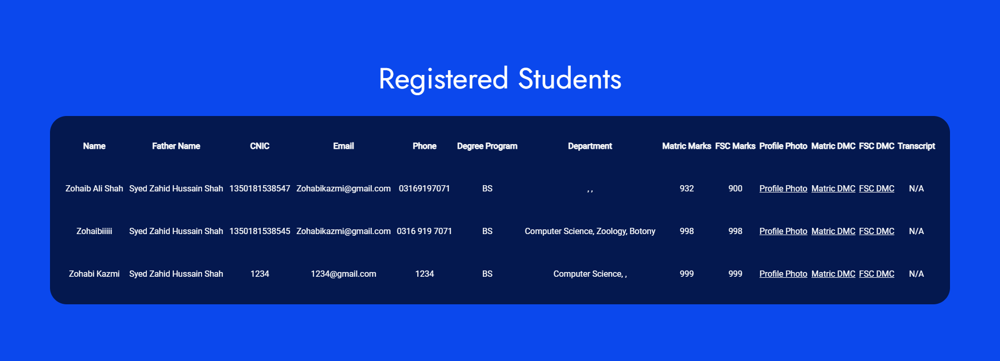 Registered Students
Name Father Name CNIC Email Phone Degree Program Department Matric Marks FSC Marks Profile Photo Matric DMC FSC DMC Transcript
Zohaib Ali Shah Syed Zahid Hussain Shah 1350181538547 Zohabikazmi@gmail.com 03169197071 BS , , 932 900 Profile Photo Matric DMC FSC DMC N/A
Zohaibiiiii Syed Zahid Hussain Shah 1350181538545 Zohabikazmi@gmail.com 0316 919 7071 BS Computer Science, Zoology, Botony 998 998 Profile Photo Matric DMC FSC DMC N/A
Zohabi Kazmi Syed Zahid Hussain Shah 1234 1234@gmail.com 1234 BS Computer Science, , 999 999 Profile Photo Matric DMC FSC DMC N/A